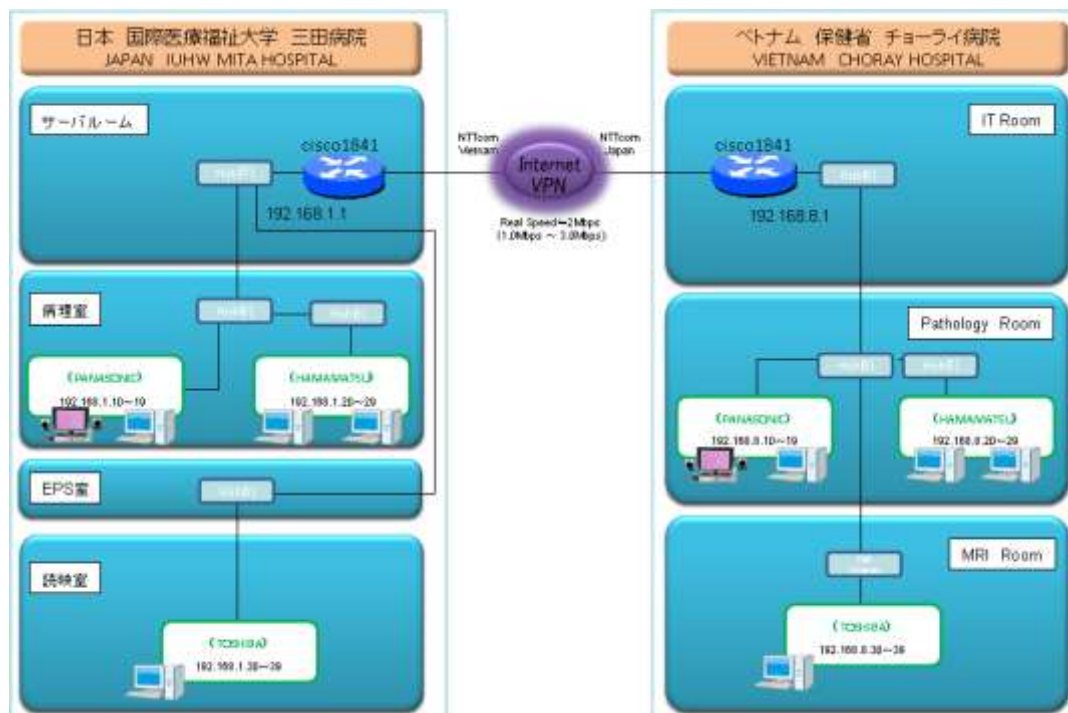 日本 国際医療福祉大学 三田病院
JAPAN IUHW MITA HOSPITAL
サーバルーム
cisco1841
192.168.1.1
病理室
(PANASONIC)
192.168.1.10~19
(HAMAMATSU)
192.168.1.20~29
EPS室
読映室
(TOSHIBA)
192.168.1.30~39
NTTcom
Vietnam
NTTcom
Japan
Internet
VPN
Real Speed≒2Mbps
(1.0Mbps ~ 3.0Mbps)
ベトナム 保健省 チョーライ病院
VIETNAM CHORAY HOSPITAL
IT Room
cisco1841
192.168.8.1
Pathology Room
(PANASONIC)
192.168.8.10~19
(HAMAMATSU)
192.168.8.20~29
MRI Room
(TOSHIBA)
192.168.8.30~39